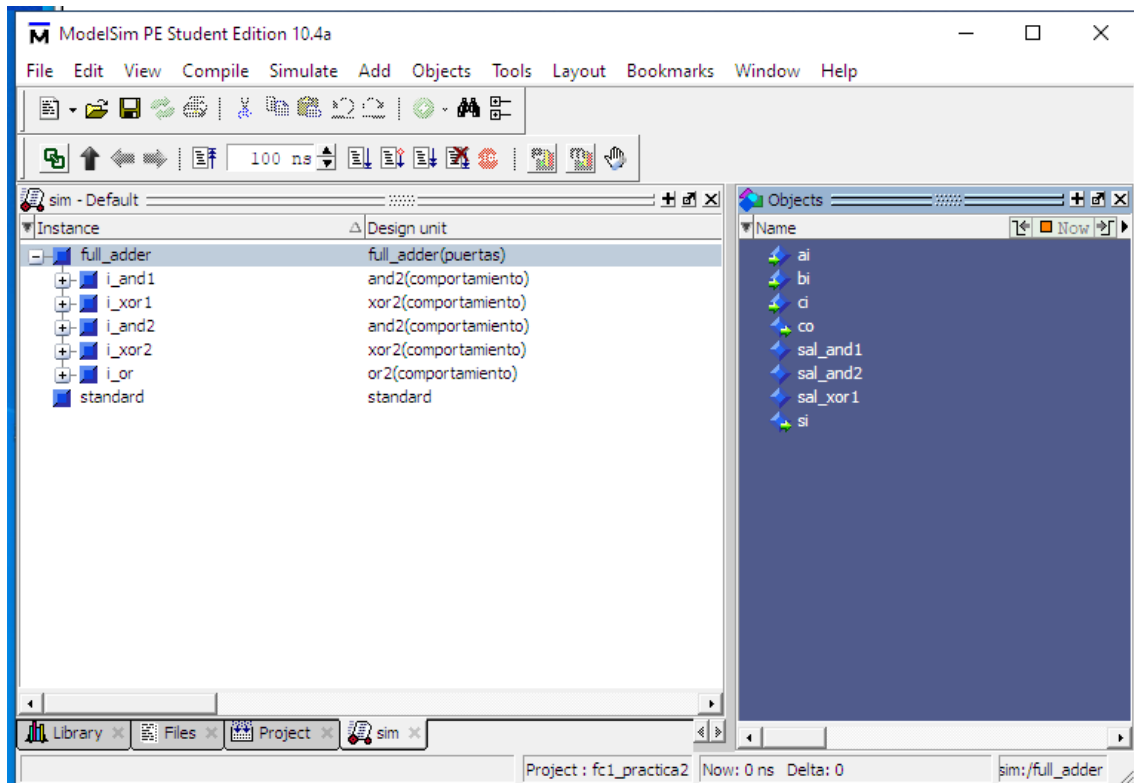 ModelSim PE Student Edition 10.4a
File Edit View Compile Simulate Add Objects Tools Layout Bookmarks Window Help
100 ns
sim - Default
Instance Design unit
full_adder full_adder(puertas)
i_and1 and2(comportamiento)
i_xor1 xor2(comportamiento)
i_and2 and2(comportamiento)
i_xor2 xor2(comportamiento)
i_or or2(comportamiento)
standard standard
Objects
Name Now
ai
bi
ci
co
sal_and1
sal_and2
sal_xor1
si
Library Files Project sim
Project : fc1_practica2 Now: 0 ns Delta: 0 sim:/full_adder